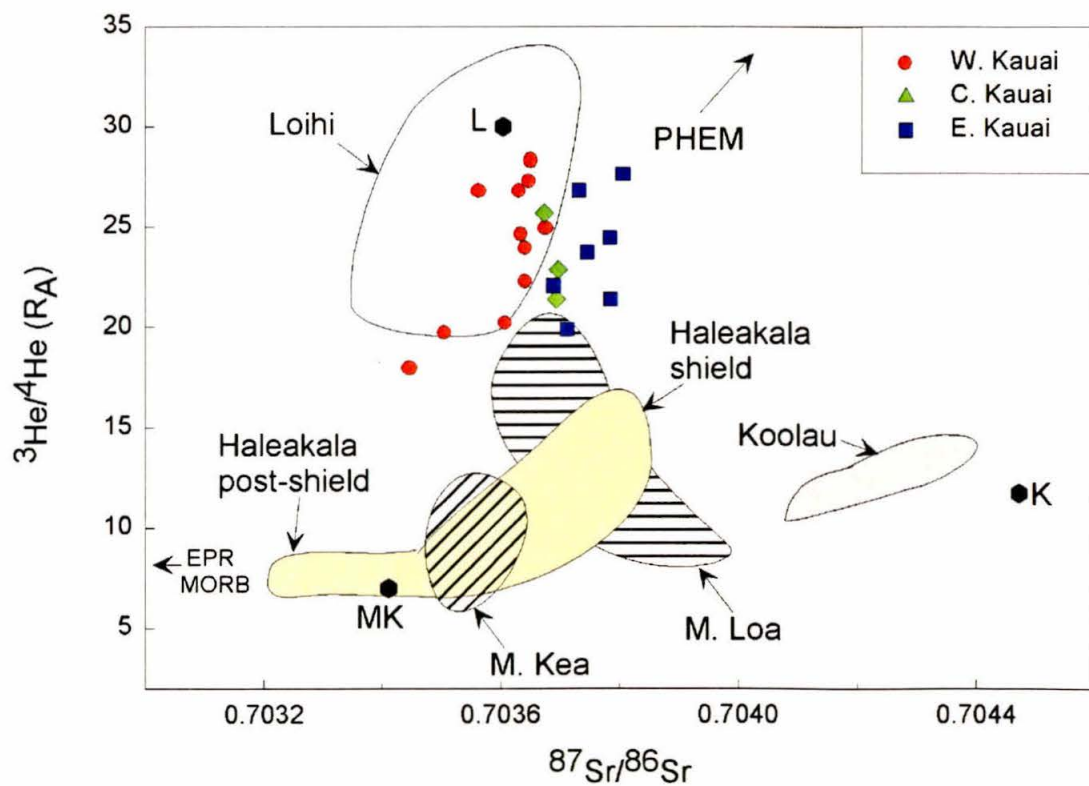 35
30
25
20
15
10
5
³He/⁴He (R_A)
W. Kauai
C. Kauai
E. Kauai
Loihi
L
PHEM
Haleakala
shield
Haleakala
post-shield
Koolau
K
EPR
MORB
MK
M. Kea
M. Loa
0.7032
0.7036
0.7040
0.7044
⁸⁷Sr/⁸⁶Sr